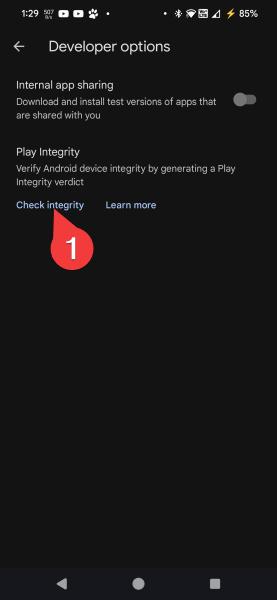 1:29 507 B/s 85%
Developer options
Internal app sharing
Download and install test versions of apps that
are shared with you
Play Integrity
Verify Android device integrity by generating a Play
Integrity verdict
Check integrity Learn more
1